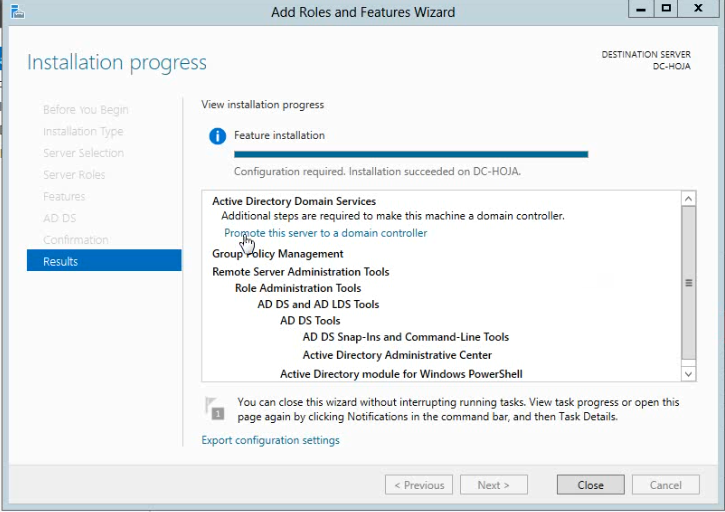 Add Roles and Features Wizard
Installation progress
DESTINATION SERVER
DC-HOJA
Before You Begin
Installation Type
Server Selection
Server Roles
Features
AD DS
Confirmation
Results
View installation progress
Feature installation
Configuration required. Installation succeeded on DC-HOJA.
Active Directory Domain Services
Additional steps are required to make this machine a domain controller.
Promote this server to a domain controller
Group Policy Management
Remote Server Administration Tools
Role Administration Tools
AD DS and AD LDS Tools
AD DS Tools
AD DS Snap-Ins and Command-Line Tools
Active Directory Administrative Center
Active Directory module for Windows PowerShell
1
You can close this wizard without interrupting running tasks. View task progress or open this
page again by clicking Notifications in the command bar, and then Task Details.
Export configuration settings
< Previous
Next >
Close
Cancel